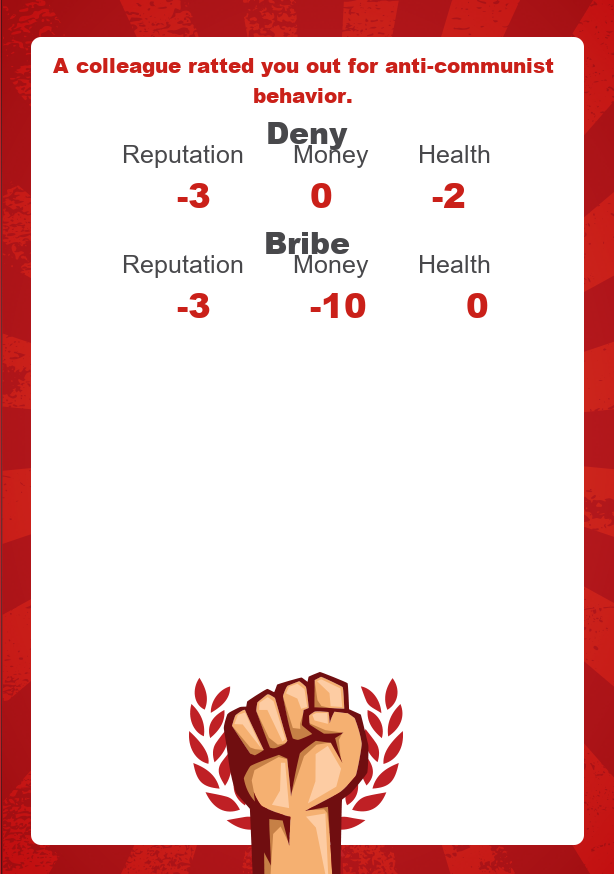 A colleague ratted you out for anti-communist
behavior.
Deny
Reputation Money Health
-3 0 -2
Bribe
Reputation Money Health
-3 -10 0